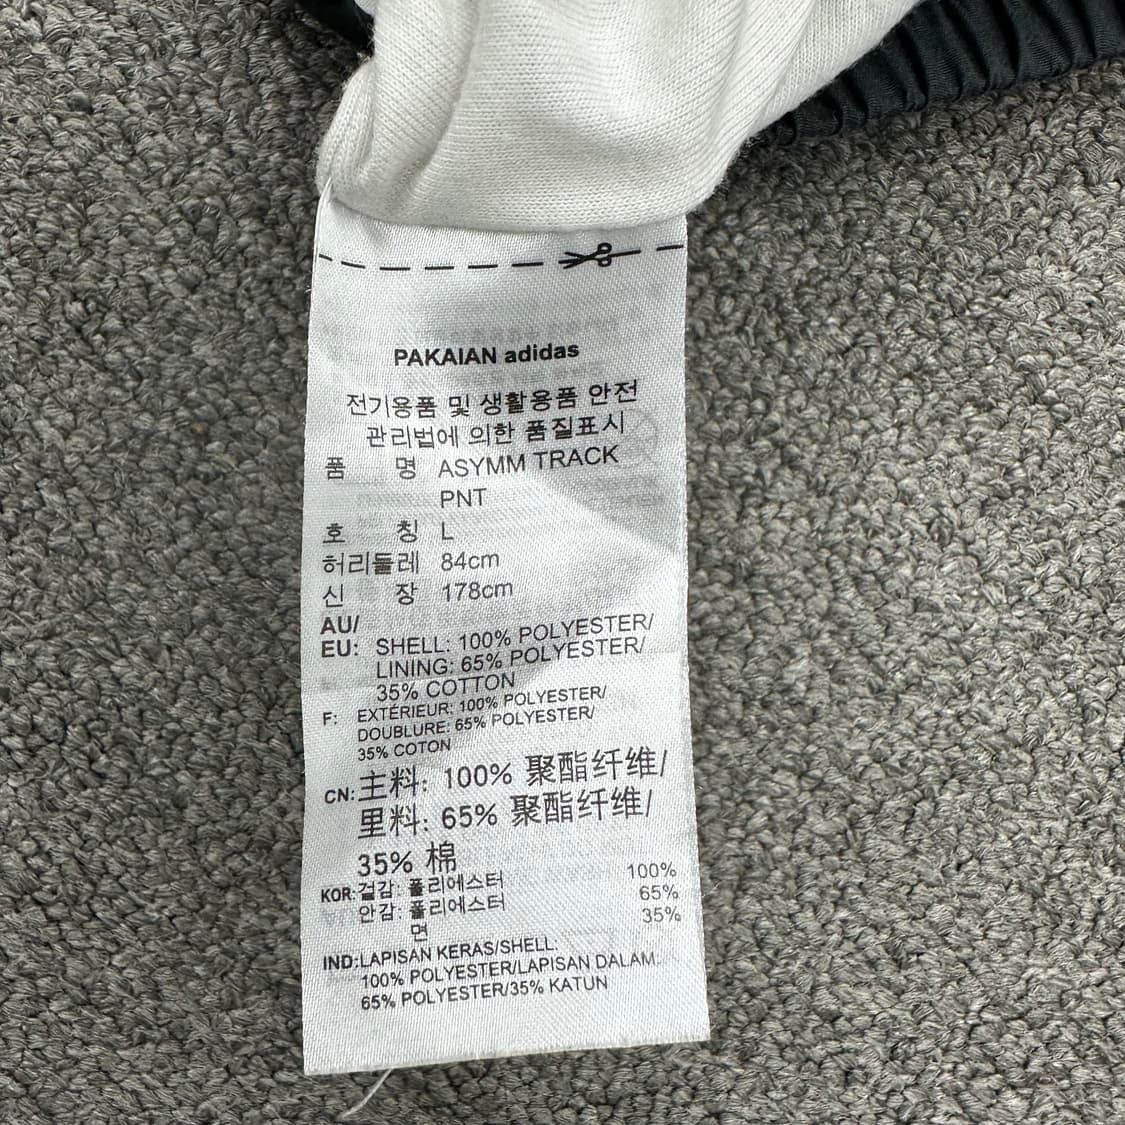 PAKAIAN adidas
전기용품 및 생활용품 안전
관리법에 의한 품질표시
품 명 ASYMM TRACK
PNT
호 칭 L
허리둘레 84cm
신 장 178cm
AU/
EU: SHELL: 100% POLYESTER/
LINING: 65% POLYESTER/
35% COTTON
F: EXTÉRIEUR: 100% POLYESTER/
DOUBLURE: 65% POLYESTER/
35% COTON
CN: 主料: 100% 聚酯纤维/
里料: 65% 聚酯纤维/
35% 棉
KOR: 겉감: 폴리에스터 100%
안감: 폴리에스터 65%
면 35%
IND: LAPISAN KERAS/SHELL:
100% POLYESTER/LAPISAN DALAM:
65% POLYESTER/35% KATUN